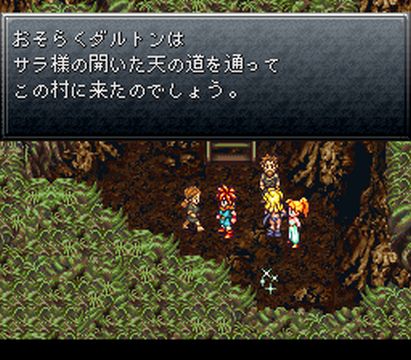 おそらくダルトンは
サラ様の開いた天の道を通って
この村に来たのでしょう。